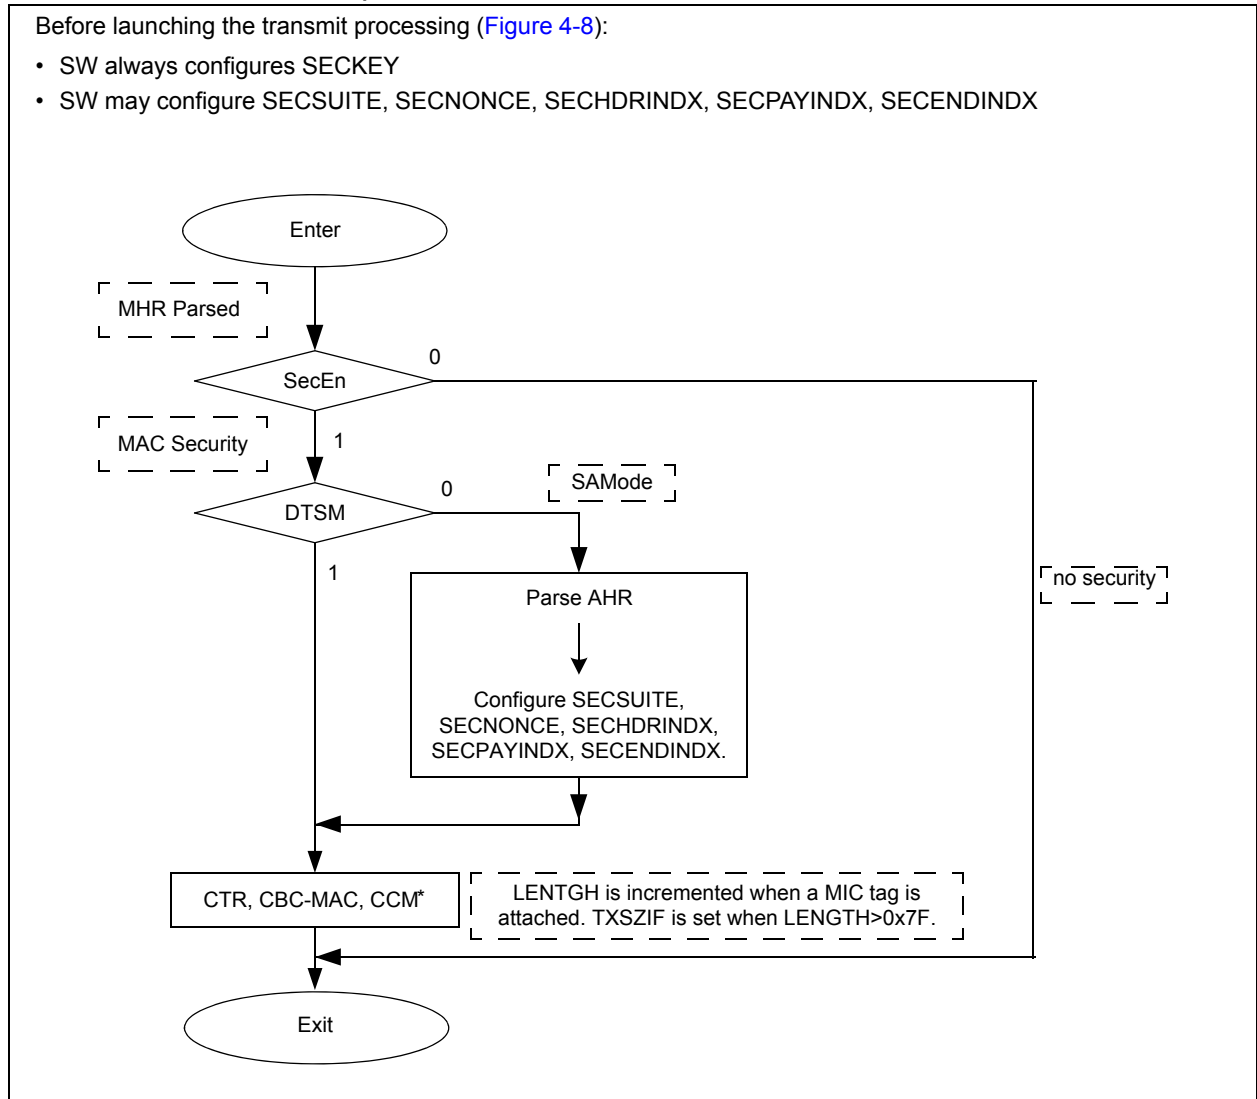 Before launching the transmit processing (Figure 4-8):
• SW always configures SECKEY
• SW may configure SECSUITE, SECNONCE, SECHDRINDX, SECPAYINDX, SECENDINDX
Enter
MHR Parsed
0
SecEn
MAC Security
1
SAMode
0
DTSM
1
no security
Parse AHR
Configure SECSUITE,
SECNONCE, SECHDRINDX,
SECPAYINDX, SECENDINDX.
CTR, CBC-MAC, CCM*
LENTGH is incremented when a MIC tag is
attached. TXSZIF is set when LENGTH>0x7F.
Exit